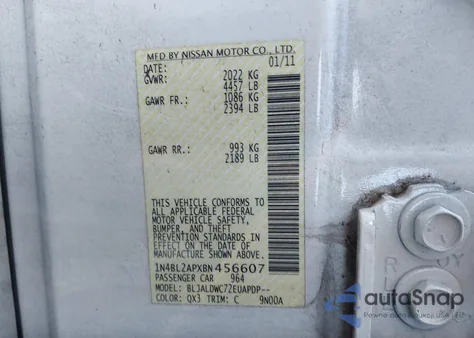 MFD BY NISSAN MOTOR CO., LTD.
DATE: 01/11
GVWR: 2022 KG
4457 LB
GAWR FR.: 1086 KG
2394 LB
GAWR RR.: 993 KG
2189 LB
THIS VEHICLE CONFORMS TO
ALL APPLICABLE FEDERAL
MOTOR VEHICLE SAFETY,
BUMPER, AND THEFT
PREVENTION STANDARDS IN
EFFECT ON THE DATE OF
MANUFACTURE SHOWN ABOVE.
1N4BL2APXBN456607
PASSENGER CAR 964
MODEL: BLJALDWC72EUAPDP--
COLOR: QX3 TRIM: C 9N00A
autoSnap